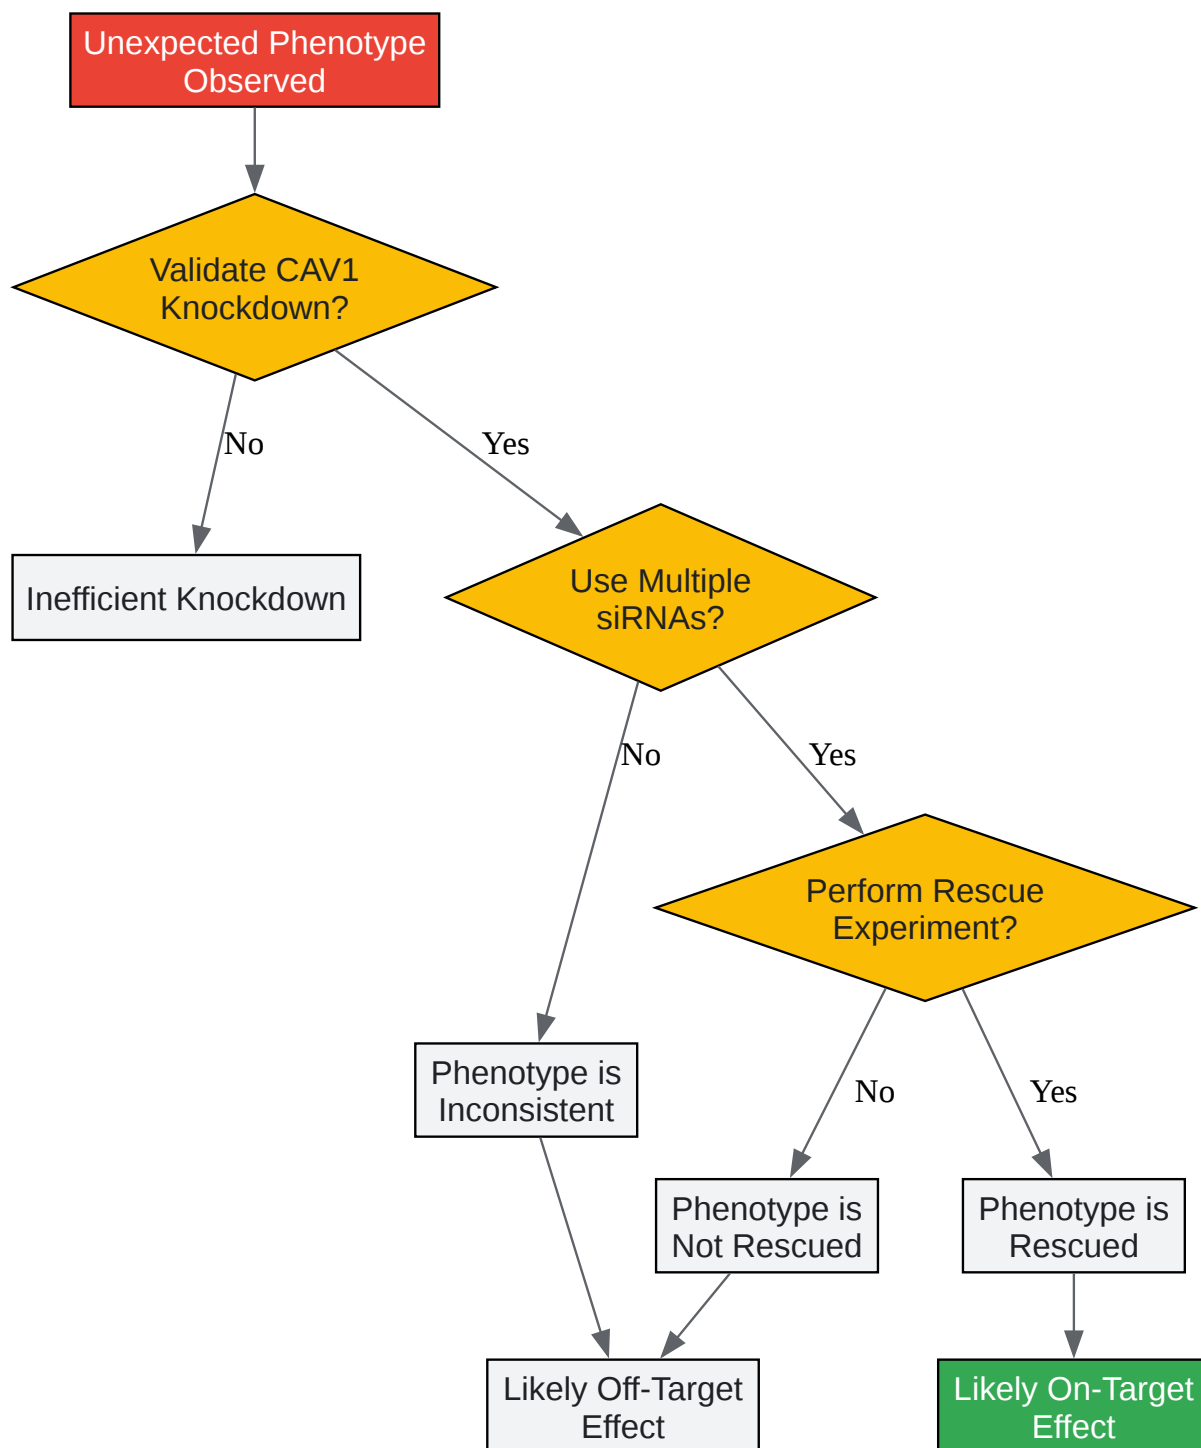 Unexpected Phenotype
Observed
Validate CAV1
Knockdown?
No
Yes
Inefficient Knockdown
Use Multiple
siRNAs?
No
Yes
Perform Rescue
Experiment?
No
Yes
Phenotype is
Inconsistent
Phenotype is
Not Rescued
Phenotype is
Rescued
Likely Off-Target
Effect
Likely On-Target
Effect